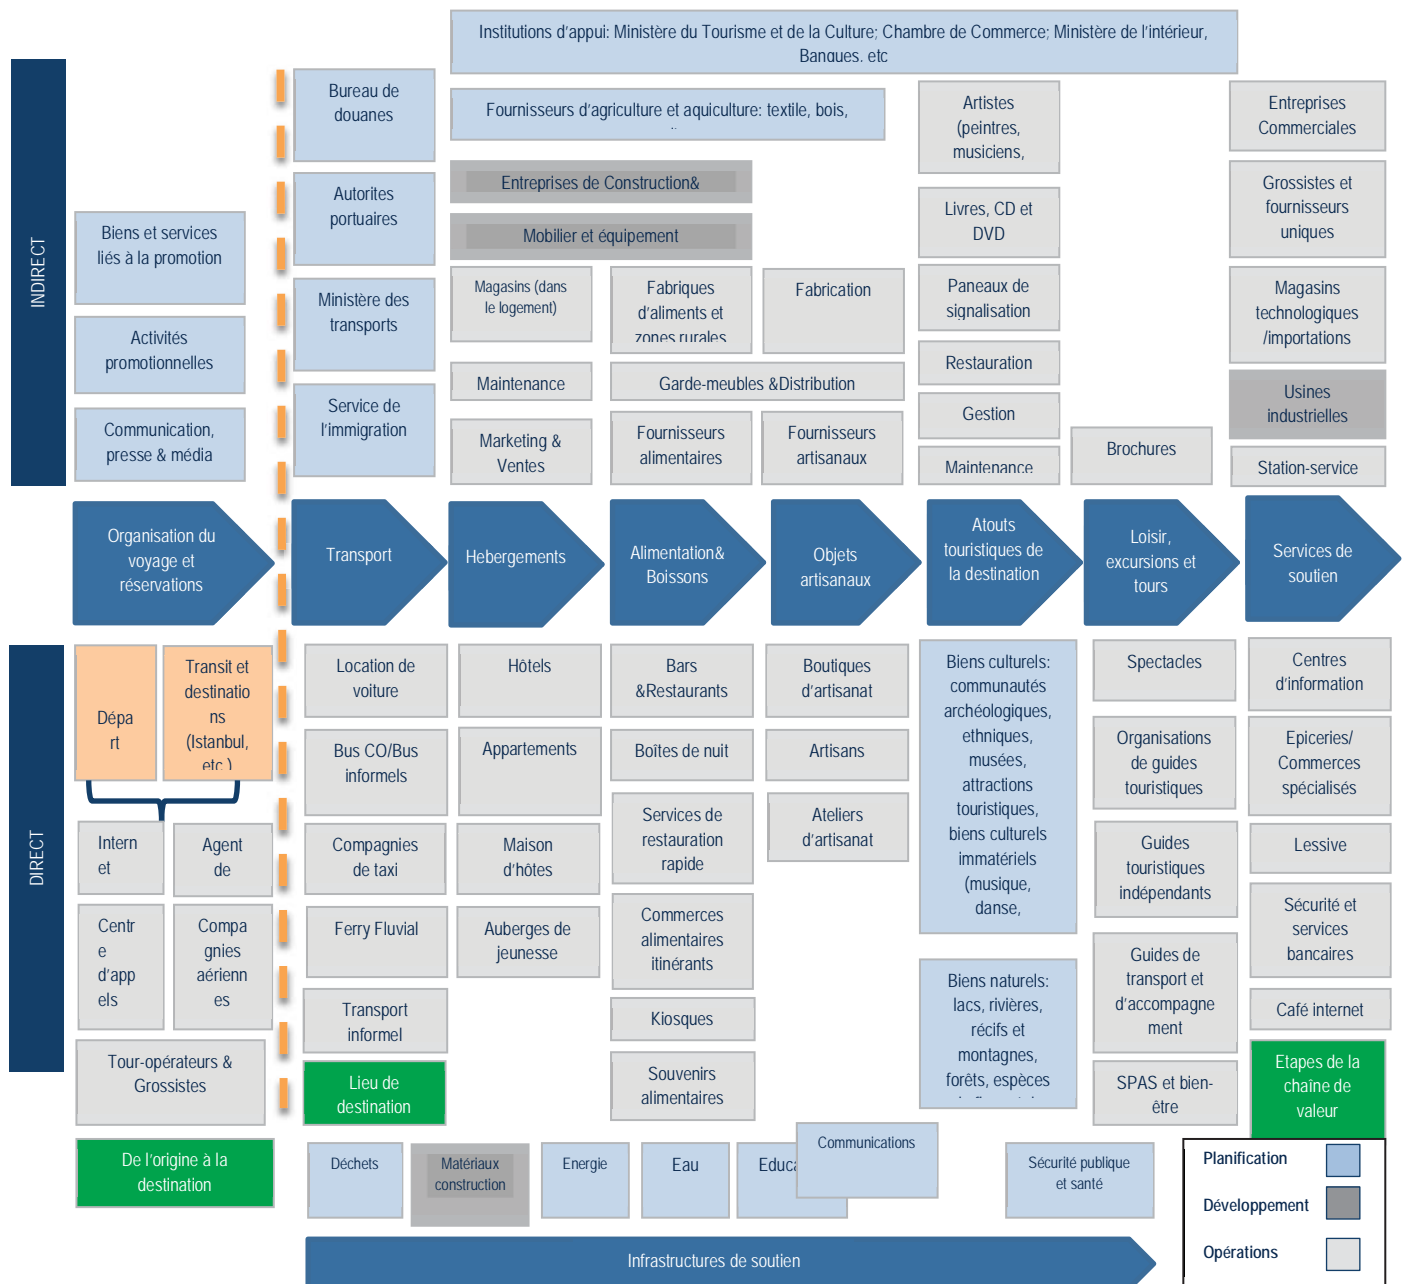 Institutions d'appui: Ministère du Tourisme et de la Culture; Chambre de Commerce; Ministère de l'intérieur,
Banques, etc
INDIRECT
Biens et services
liés à la promotion
Activités
promotionnelles
Communication,
presse & média
Bureau de
douanes
Autorites
portuaires
Ministère des
transports
Service de
l'immigration
Fournisseurs d'agriculture et aquiculture: textile, bois,
Entreprises de Construction&
Mobilier et équipement
Magasins (dans
le logement)
Maintenance
Marketing &
Ventes
Fabriques
d'aliments et
zones rurales
Fabrication
Garde-meubles &Distribution
Fournisseurs
alimentaires
Fournisseurs
artisanaux
Artistes
(peintres,
musiciens,
Livres, CD et
DVD
Paneaux de
signalisation
Restauration
Gestion
Maintenance
Brochures
Entreprises
Commerciales
Grossistes et
fournisseurs
uniques
Magasins
technologiques
/importations
Usines
industrielles
Station-service
Organisation du
voyage et
réservations
Transport
Hebergements
Alimentation&
Boissons
Objets
artisanaux
Atouts
touristiques de
la destination
Loisir,
excursions et
tours
Services de
soutien
DIRECT
Dépa
rt
Transit et
destinatio
ns
(Istanbul,
etc.)
Intern
et
Agent
de
Centr
e
d'app
els
Compa
gnies
aérienn
es
Tour-opérateurs &
Grossistes
De l'origine à la
destination
Location de
voiture
Bus CO/Bus
informels
Compagnies
de taxi
Ferry Fluvial
Transport
informel
Lieu de
destination
Hôtels
Appartements
Maison
d'hôtes
Auberges de
jeunesse
Bars
&Restaurants
Boîtes de nuit
Services de
restauration
rapide
Commerces
alimentaires
itinérants
Kiosques
Souvenirs
alimentaires
Boutiques
d'artisanat
Artisans
Ateliers
d'artisanat
Biens culturels:
communautés
archéologiques,
ethniques,
musées,
attractions
touristiques,
biens culturels
immatériels
(musique,
danse,
Biens naturels:
lacs, rivières,
récifs et
montagnes,
forêts, espèces
Spectacles
Organisations
de guides
touristiques
Guides
touristiques
indépendants
Guides de
transport et
d'accompagne
ment
SPAS et bien-
être
Centres
d'information
Epiceries/
Commerces
spécialisés
Lessive
Sécurité et
services
bancaires
Café internet
Etapes de la
chaîne de
valeur
Déchets
Matériaux
construction
Energie
Eau
Educa
Communications
Sécurité publique
et santé
Infrastructures de soutien
Planification
Développement
Opérations